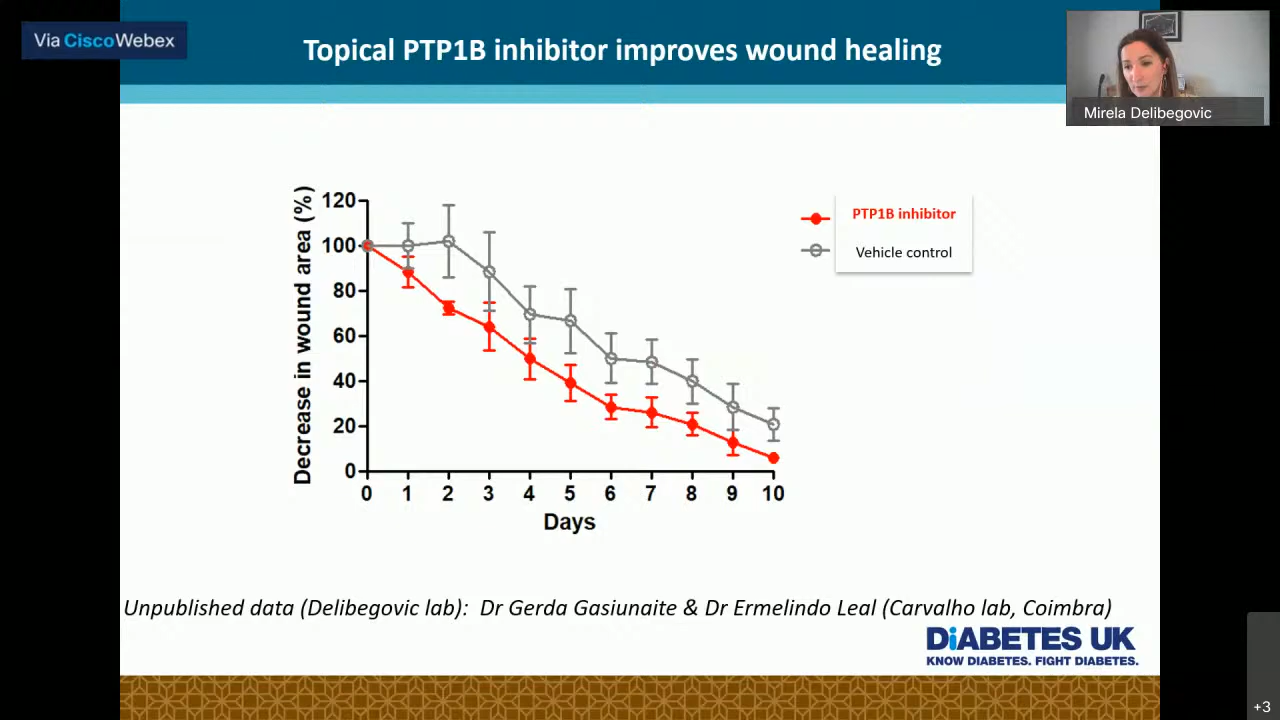 Via CiscoWebex
Topical PTP1B inhibitor improves wound healing
Mirela Delibegovic
Decrease in wound area (%)
120
100
80
60
40
20
0
0 1 2 3 4 5 6 7 8 9 10
Days
PTP1B inhibitor
Vehicle control
Unpublished data (Delibegovic lab): Dr Gerda Gasiunaite & Dr Ermelindo Leal (Carvalho lab, Coimbra)
DiABETES UK
KNOW DIABETES. FIGHT DIABETES.
+3